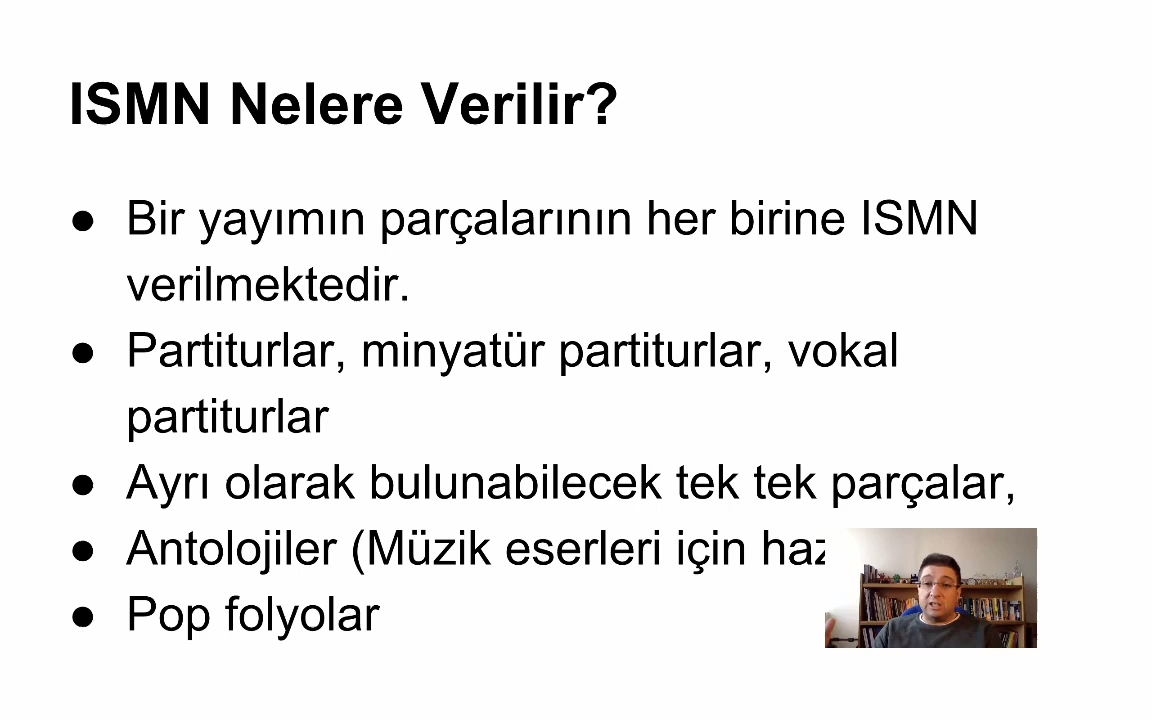 ISMN Nelere Verilir?
● Bir yayımın parçalarının her birine ISMN
verilmektedir.
● Partiturlar, minyatür partiturlar, vokal
partiturlar
● Ayrı olarak bulunabilecek tek tek parçalar,
● Antolojiler (Müzik eserleri için
● Pop folyolar